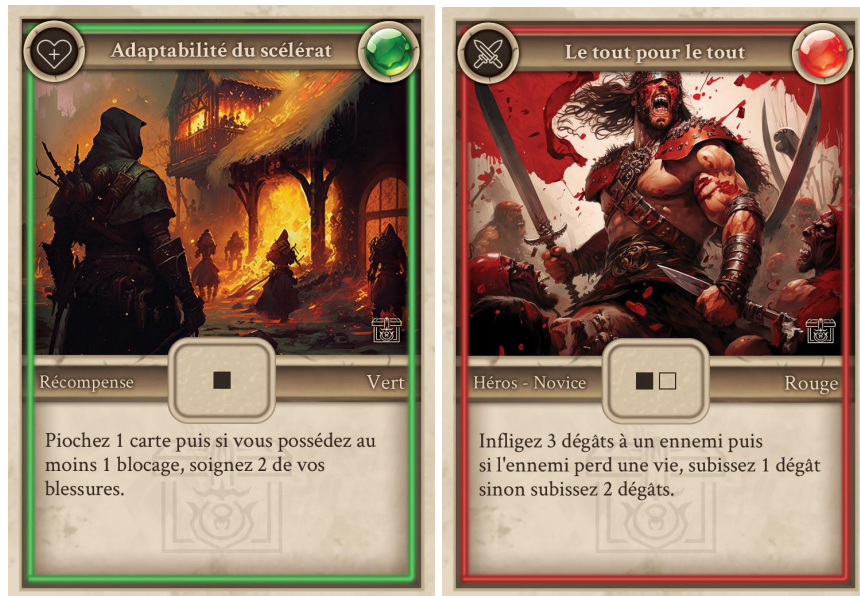 Adaptabilité du scélérat
Récompense
Vert
Piochez 1 carte puis si vous possédez au
moins 1 blocage, soignez 2 de vos
blessures.
Le tout pour le tout
Héros - Novice
Rouge
Infligez 3 dégâts à un ennemi puis
si l'ennemi perd une vie, subissez 1 dégât
sinon subissez 2 dégâts.